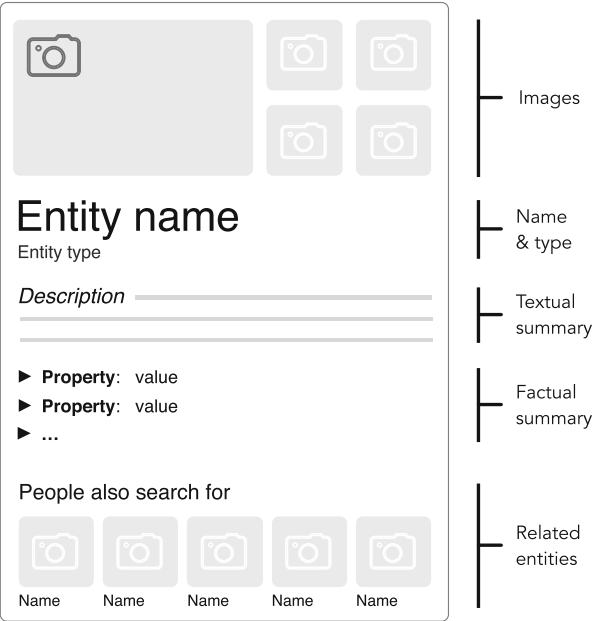 Images
Entity name
Entity type
Name
& type
Description
Textual
summary
► Property: value
► Property: value
► ...
Factual
summary
People also search for
Name Name Name Name Name
Related
entities